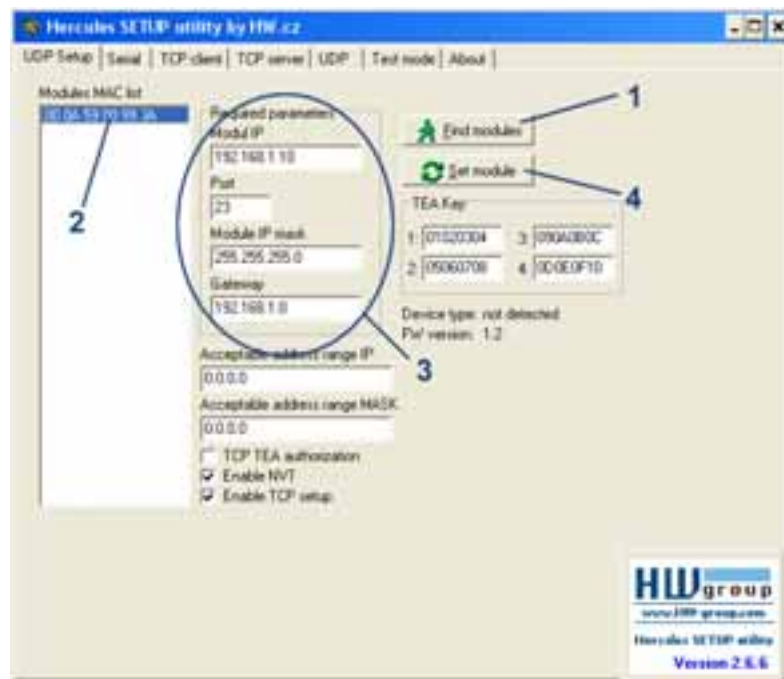 Hercules SETUP utility by HW.cz
UDP Setup Serial TCP client TCP server UDP Test mode About
Modules MAC list
1
2
Required parameters
Modul IP
192.168.1.10
Port
23
Module IP mask
255.255.255.0
Gateway
192.168.1.0
Find modules
Set module
4
TEA Key
1: 01020304 3: 090A0B0C
2: 05060708 4: 0D0E0F10
Device type: not detected
FW version: 1.2
3
Acceptable address range IP
0.0.0.0
Acceptable address range MASK
0.0.0.0
TCP TEA authorization
Enable NVT
Enable TCP setup
HW group
www.HW-group.com
Hercules SETUP utility
Version 2.6.6